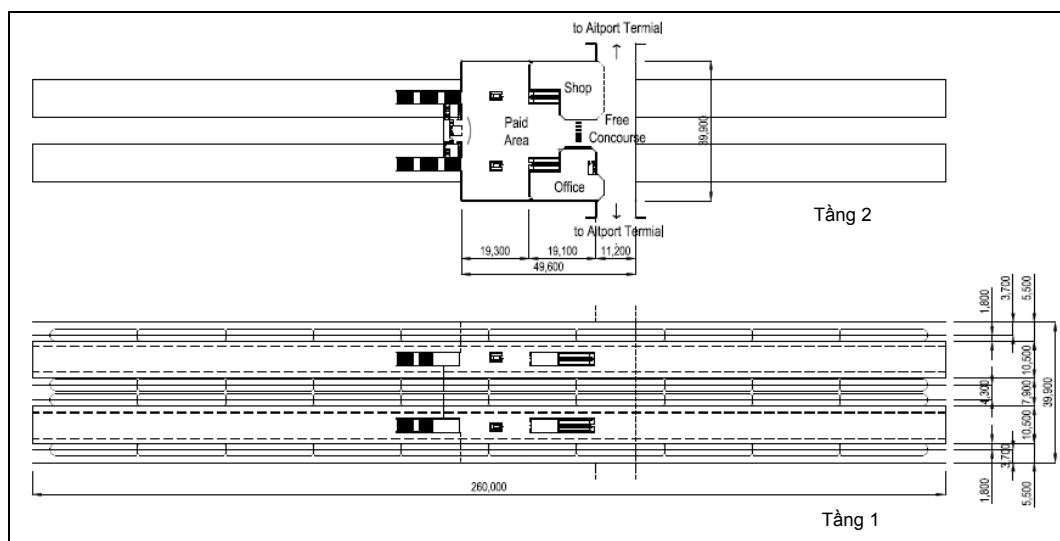 to Aitport Termial
Shop
Paid
Area
Free
Concourse
39,900
Office
Tầng 2
to Aitport Termial
19,300
19,100
11,200
49,600
1,800
3,700
5,500
10,500
4,300
7,900
39,900
10,500
3,700
1,800
5,500
260,000
Tầng 1